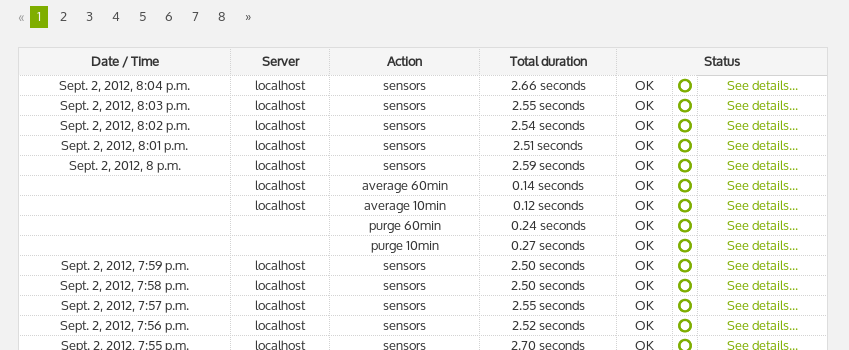 « 1 2 3 4 5 6 7 8 »
Date / Time Server Action Total duration Status
Sept. 2, 2012, 8:04 p.m. localhost sensors 2.66 seconds OK See details...
Sept. 2, 2012, 8:03 p.m. localhost sensors 2.55 seconds OK See details...
Sept. 2, 2012, 8:02 p.m. localhost sensors 2.54 seconds OK See details...
Sept. 2, 2012, 8:01 p.m. localhost sensors 2.51 seconds OK See details...
Sept. 2, 2012, 8 p.m. localhost sensors 2.59 seconds OK See details...
localhost average 60min 0.14 seconds OK See details...
localhost average 10min 0.12 seconds OK See details...
purge 60min 0.24 seconds OK See details...
purge 10min 0.27 seconds OK See details...
Sept. 2, 2012, 7:59 p.m. localhost sensors 2.50 seconds OK See details...
Sept. 2, 2012, 7:58 p.m. localhost sensors 2.50 seconds OK See details...
Sept. 2, 2012, 7:57 p.m. localhost sensors 2.55 seconds OK See details...
Sept. 2, 2012, 7:56 p.m. localhost sensors 2.52 seconds OK See details...
Sept. 2, 2012, 7:55 p.m. localhost sensors 2.70 seconds OK See details...